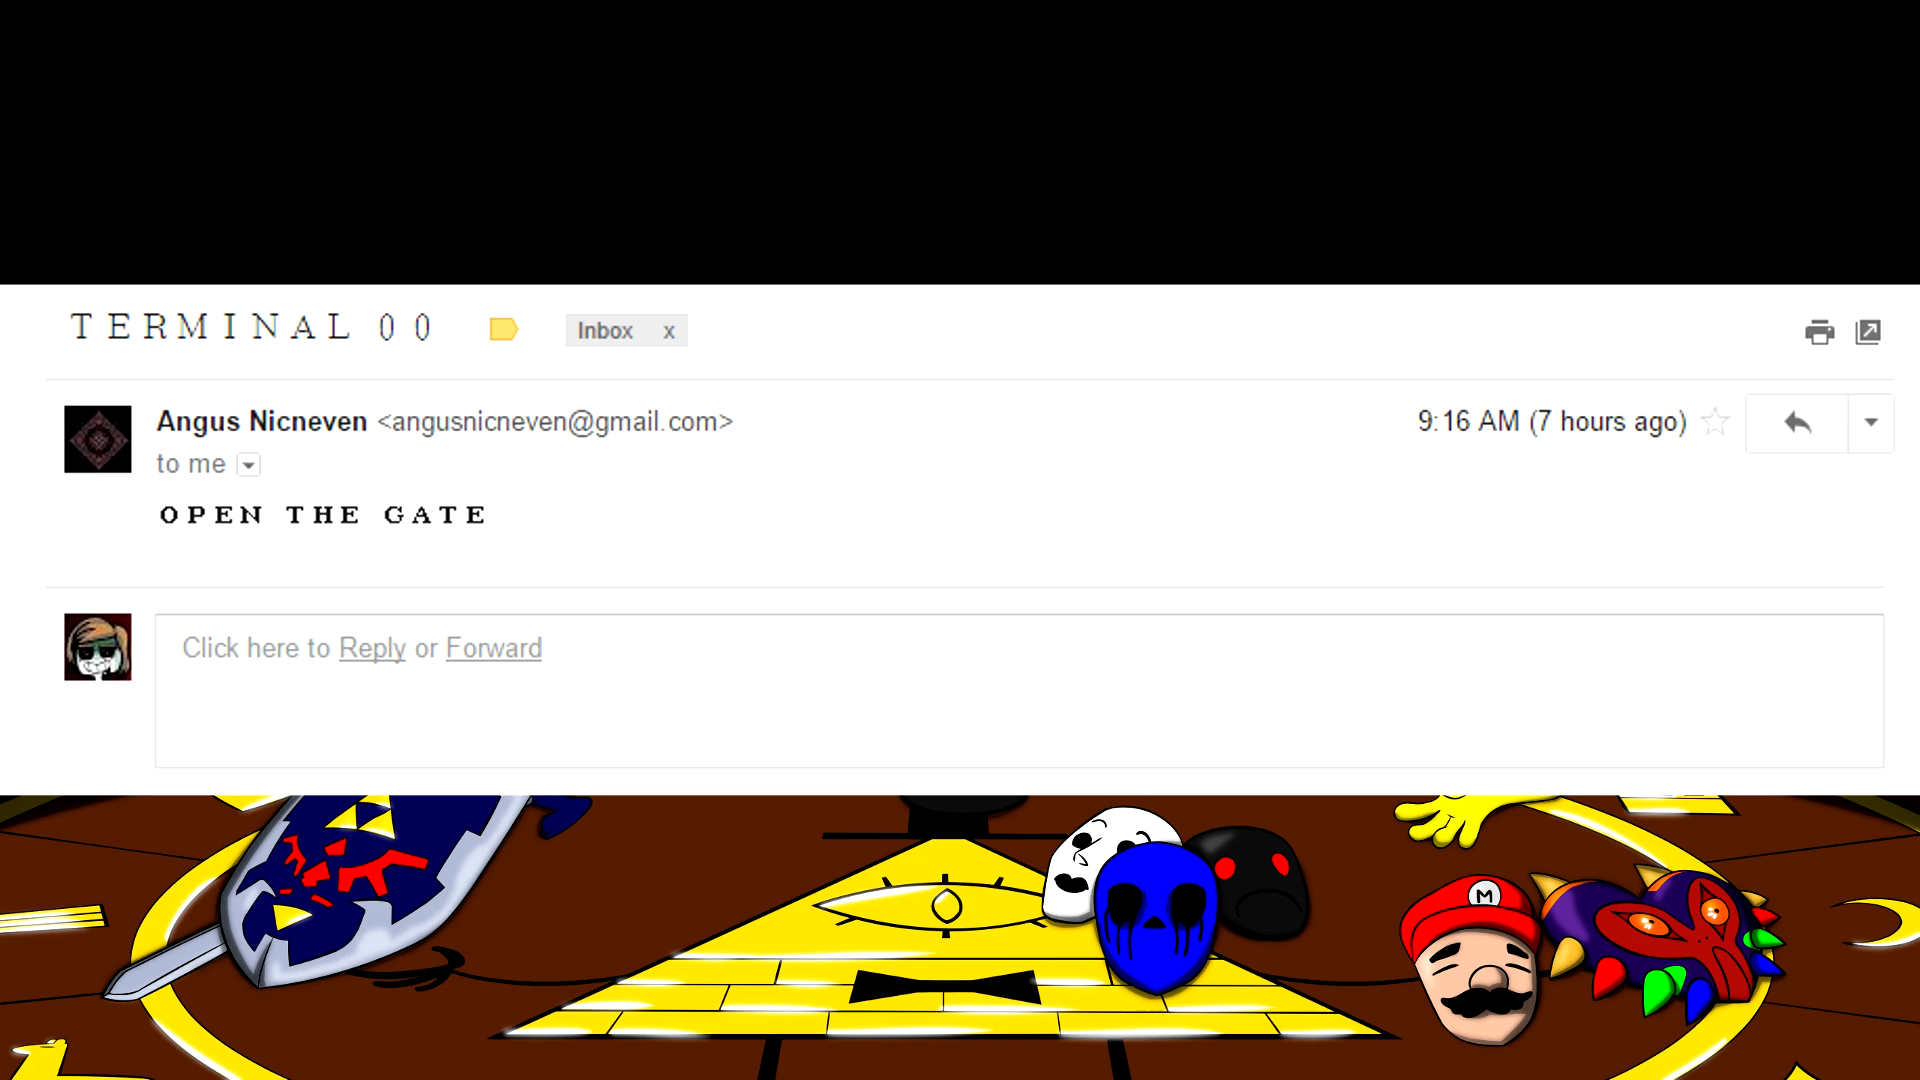 TERMINAL 00 Inbox x
Angus Nicneven <angusnicneven@gmail.com> 9:16 AM (7 hours ago)
to me
OPEN THE GATE
Click here to Reply or Forward
M